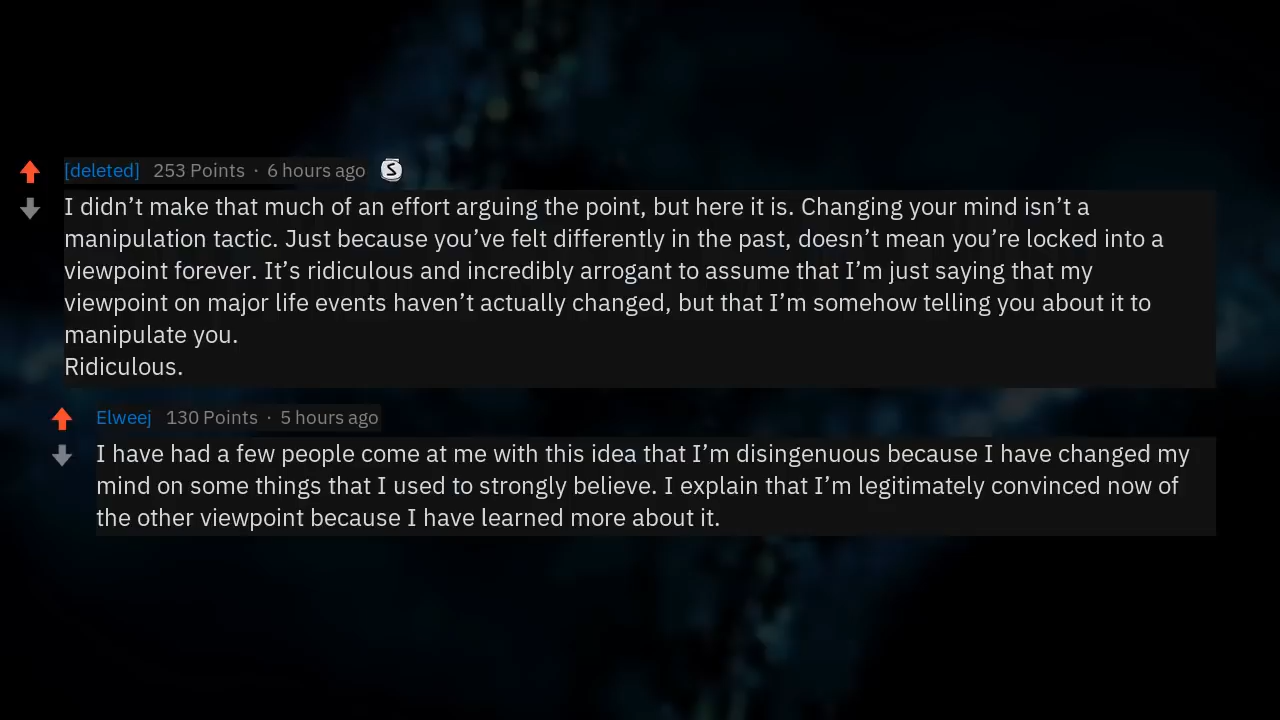 [deleted] 253 Points · 6 hours ago S
I didn’t make that much of an effort arguing the point, but here it is. Changing your mind isn’t a
manipulation tactic. Just because you’ve felt differently in the past, doesn’t mean you’re locked into a
viewpoint forever. It’s ridiculous and incredibly arrogant to assume that I’m just saying that my
viewpoint on major life events haven’t actually changed, but that I’m somehow telling you about it to
manipulate you.
Ridiculous.
Elweej 130 Points · 5 hours ago
I have had a few people come at me with this idea that I’m disingenuous because I have changed my
mind on some things that I used to strongly believe. I explain that I’m legitimately convinced now of
the other viewpoint because I have learned more about it.